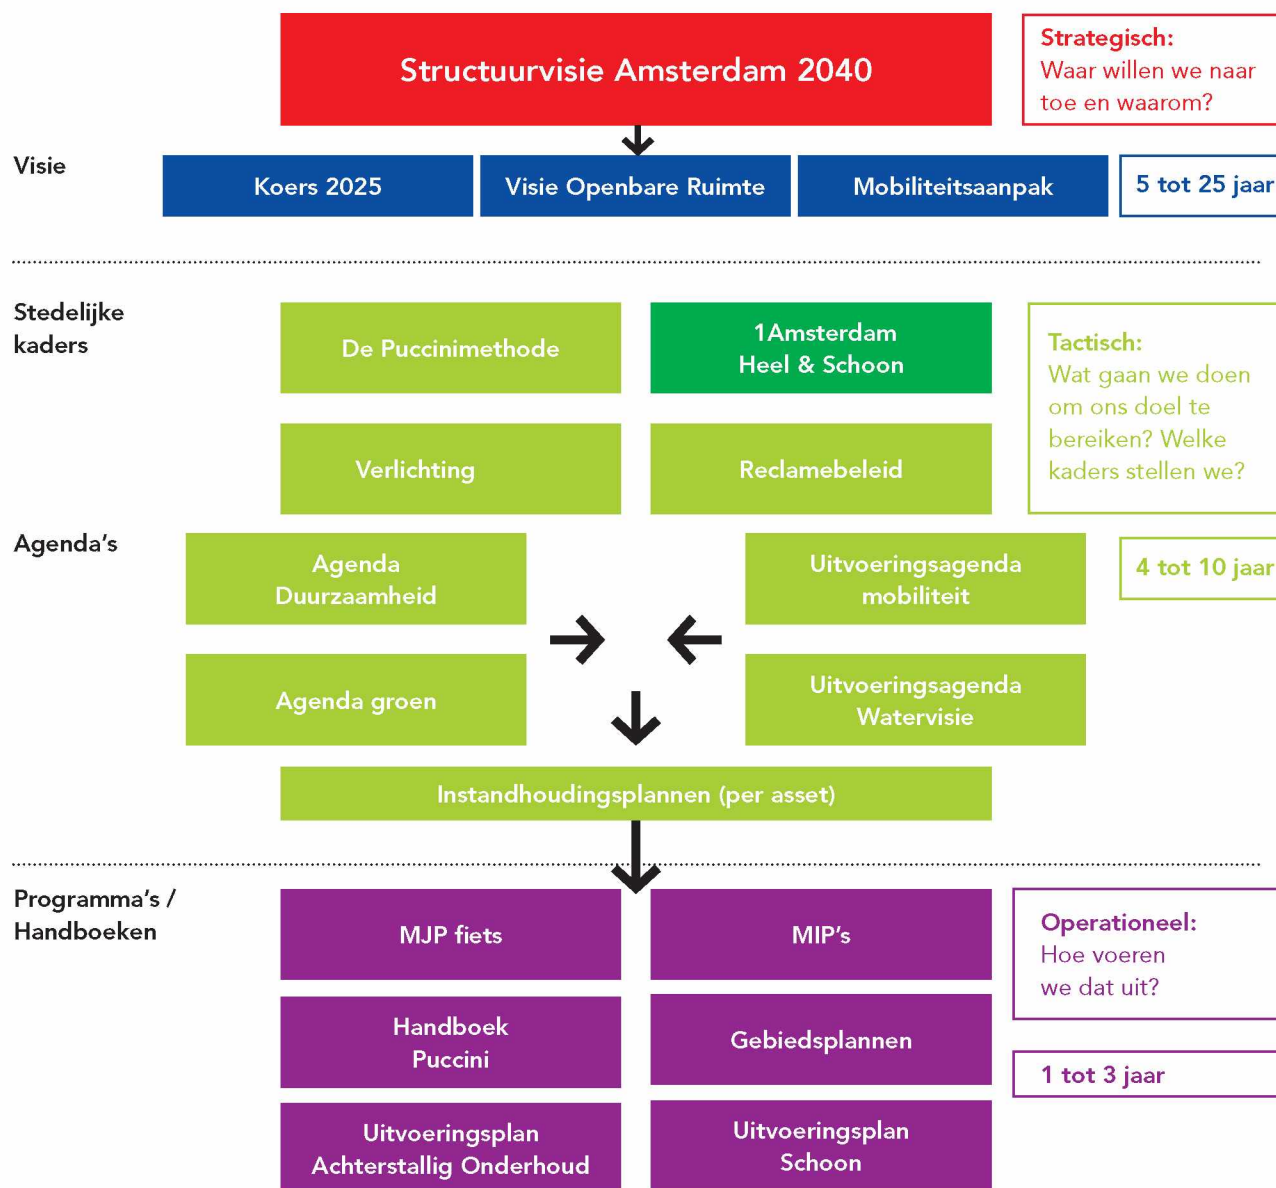 Structuurvisie Amsterdam 2040
Strategisch:
Waar willen we naar
toe en waarom?
Visie
Koers 2025
Visie Openbare Ruimte
Mobiliteitsaanpak
5 tot 25 jaar
Stedelijke
kaders
De Puccinimethode
1Amsterdam
Heel & Schoon
Tactisch:
Wat gaan we doen
om ons doel te
bereiken? Welke
kaders stellen we?
Verlichting
Reclamebeleid
Agenda's
Agenda
Duurzaamheid
Uitvoeringsagenda
mobiliteit
4 tot 10 jaar
Agenda groen
Uitvoeringsagenda
Watervisie
Instandhoudingsplannen (per asset)
Programma's /
Handboeken
MJP fiets
MIP's
Operationeel:
Hoe voeren
we dat uit?
Handboek
Puccini
Gebiedsplannen
1 tot 3 jaar
Uitvoeringsplan
Achterstallig Onderhoud
Uitvoeringsplan
Schoon